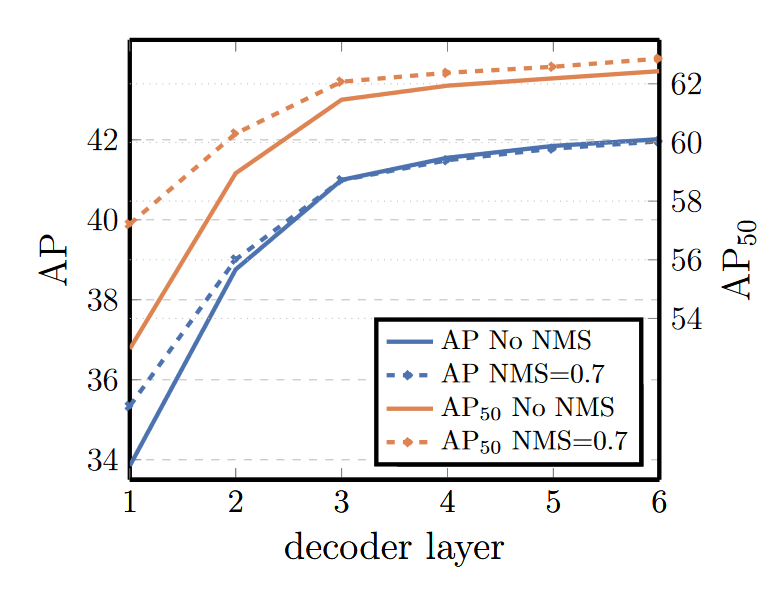 42
40
38
36
34
AP
62
60
58
56
54
AP50
AP No NMS
AP NMS=0.7
AP50 No NMS
AP50 NMS=0.7
1 2 3 4 5 6
decoder layer